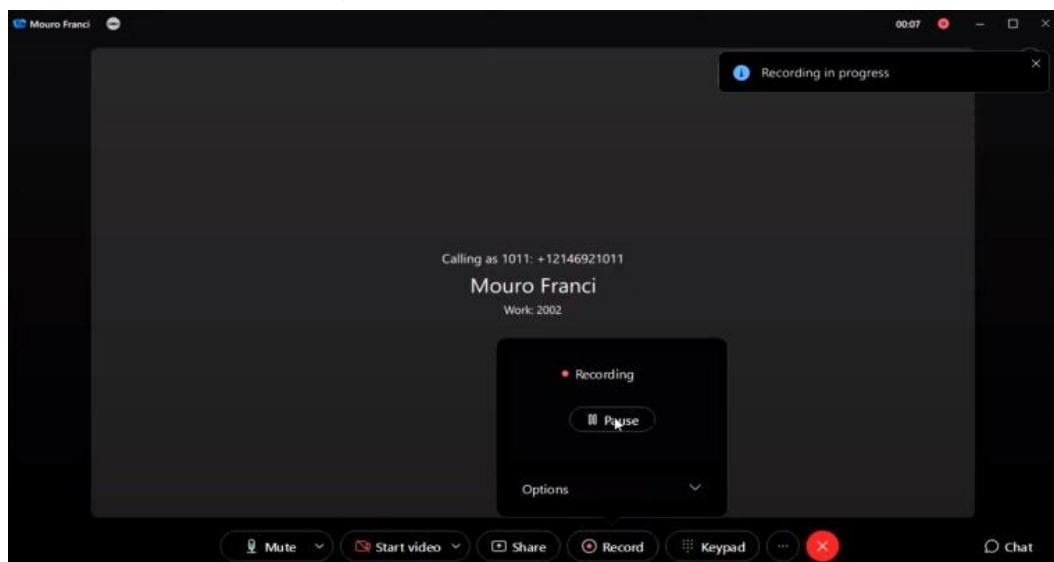 Mouro Franci
00:07
Recording in progress
Calling as 1011: +12146921011
Mouro Franci
Work: 2002
Recording
Pause
Options
Mute
Start video
Share
Record
Keypad
Chat